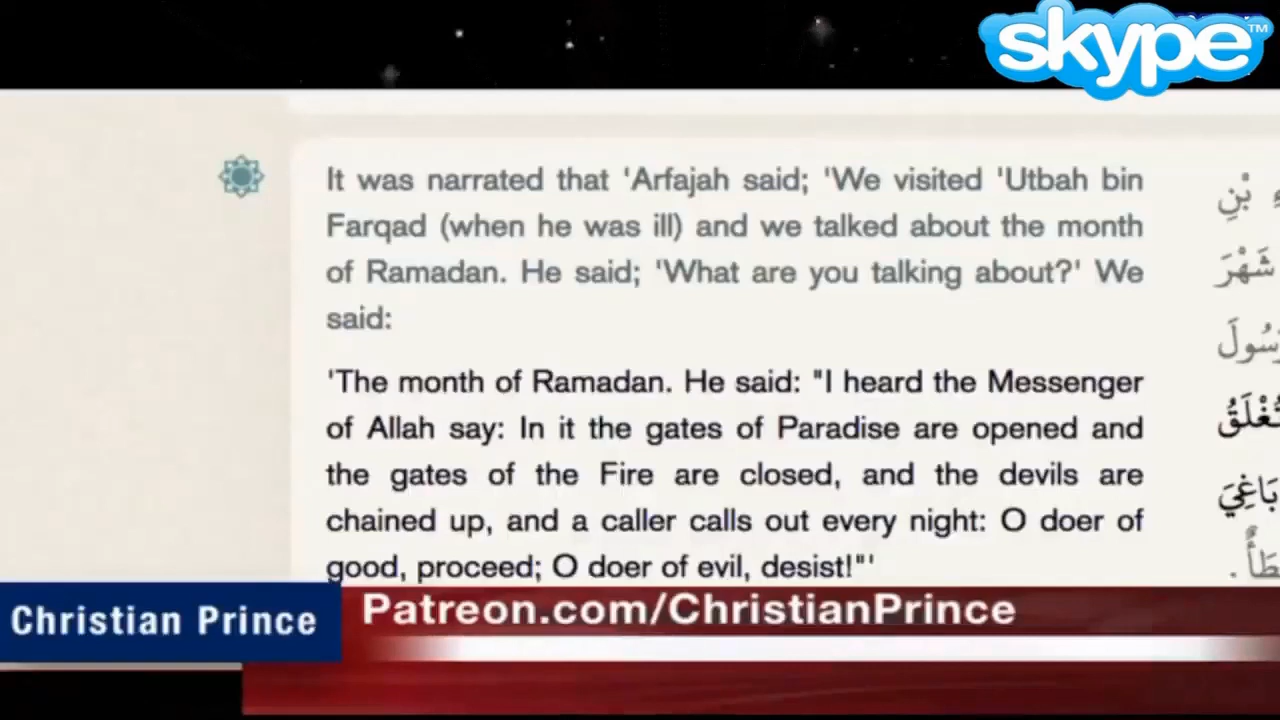 skype™
It was narrated that 'Arfajah said; 'We visited 'Utbah bin
Farqad (when he was ill) and we talked about the month
of Ramadan. He said; 'What are you talking about?' We
said:
'The month of Ramadan. He said: "I heard the Messenger
of Allah say: In it the gates of Paradise are opened and
the gates of the Fire are closed, and the devils are
chained up, and a caller calls out every night: O doer of
good, proceed; O doer of evil, desist!"'
بْنِ
شَهْرَ
بَاغِيَ
Christian Prince
Patreon.com/ChristianPrince